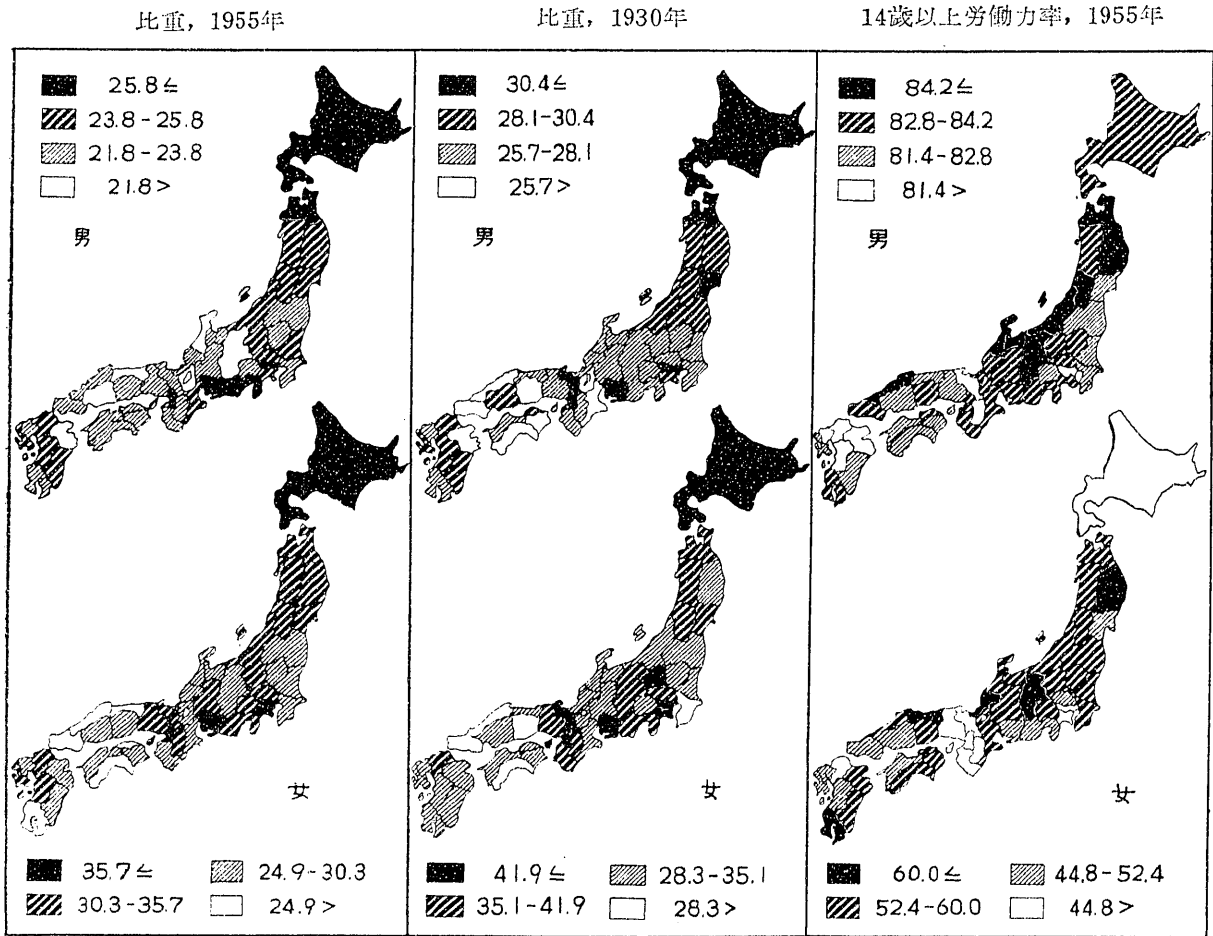 比重，1955年
比重，1930年
14歳以上労働力率，1955年
25.8≦
23.8-25.8
21.8-23.8
21.8>
男
30.4≦
28.1-30.4
25.7-28.1
25.7>
男
84.2≦
82.8-84.2
81.4-82.8
81.4>
男
女
35.7≦
24.9-30.3
30.3-35.7
24.9>
女
41.9≦
28.3-35.1
35.1-41.9
28.3>
女
60.0≦
44.8-52.4
52.4-60.0
44.8>